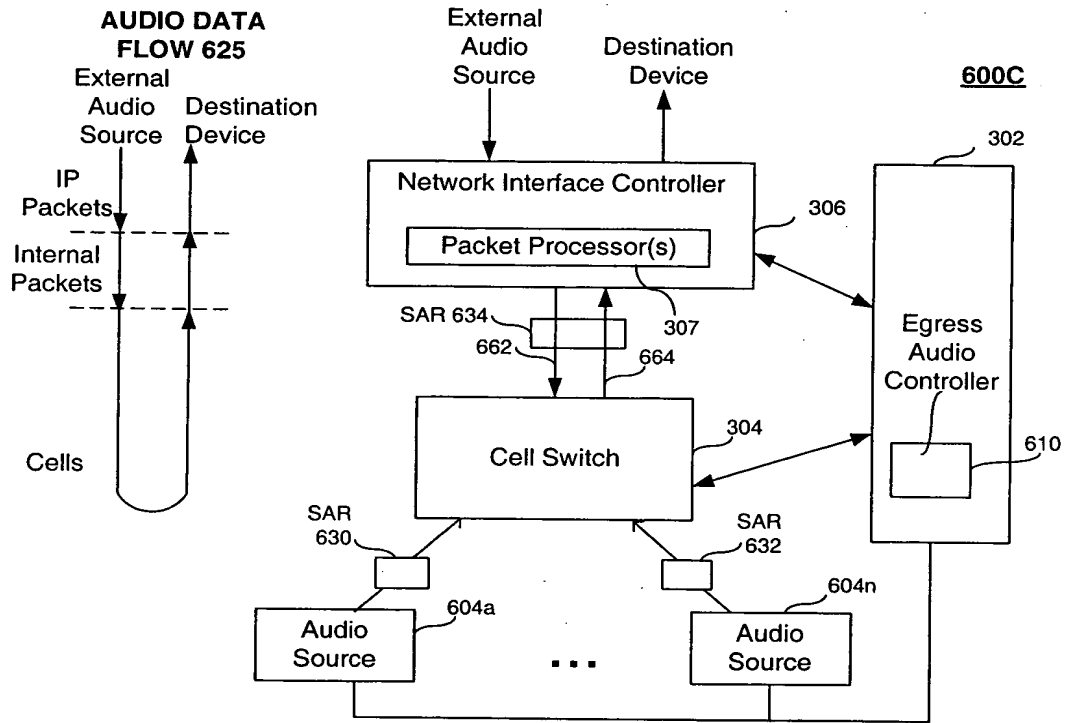 AUDIO DATA
FLOW 625
External
Audio
Source
Destination
Device
IP
Packets
Internal
Packets
Cells
External
Audio
Source
Destination
Device
600C
302
Network Interface Controller
306
Packet Processor(s)
307
SAR 634
662
664
Egress
Audio
Controller
610
Cell Switch
304
SAR
630
SAR
632
604a
604n
Audio
Source
...
Audio
Source